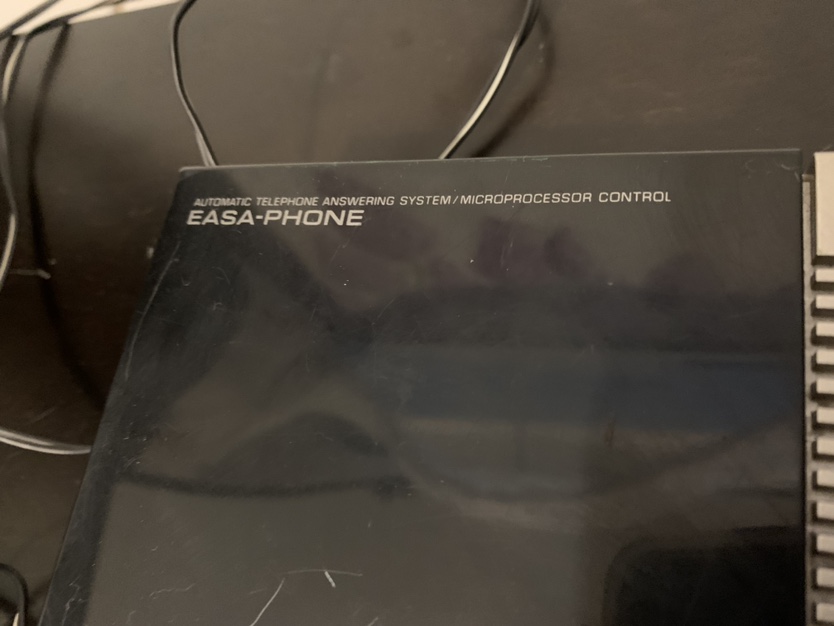 AUTOMATIC TELEPHONE ANSWERING SYSTEM/MICROPROCESSOR CONTROL
EASA-PHONE